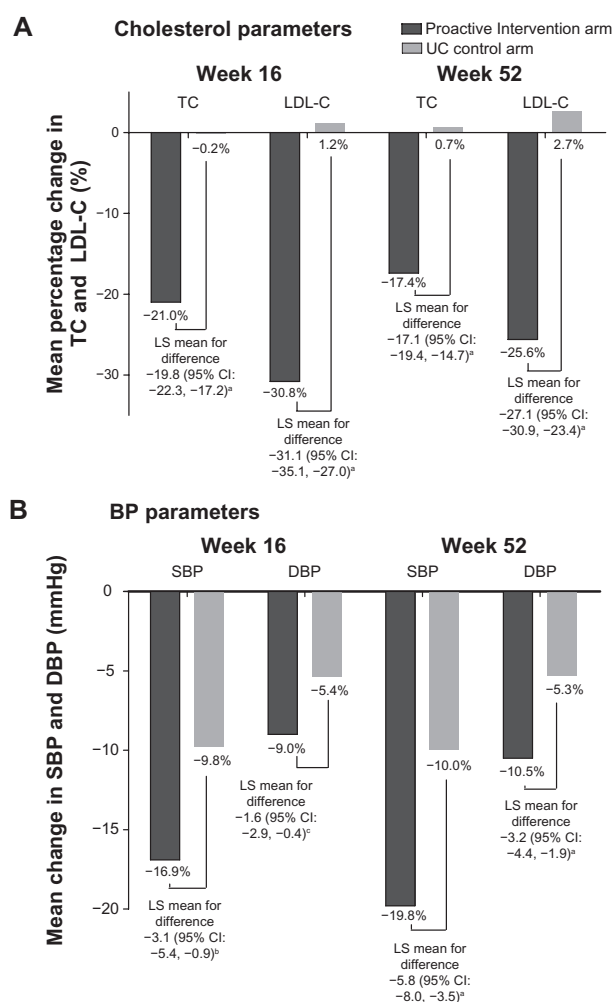 A
Cholesterol parameters
Proactive Intervention arm
UC control arm
Week 16
Week 52
TC
LDL-C
TC
LDL-C
Mean percentage change in
TC and LDL-C (%)
0
−10
−20
−30
−0.2%
1.2%
0.7%
2.7%
−21.0%
LS mean for
difference
−19.8 (95% CI:
−22.3, −17.2)ᵃ
−30.8%
LS mean for
difference
−31.1 (95% CI:
−35.1, −27.0)ᵃ
−17.4%
LS mean for
difference
−17.1 (95% CI:
−19.4, −14.7)ᵃ
−25.6%
LS mean for
difference
−27.1 (95% CI:
−30.9, −23.4)ᵃ
B
BP parameters
Week 16
Week 52
SBP
DBP
SBP
DBP
Mean change in SBP and DBP (mmHg)
0
−5
−10
−15
−20
−16.9%
−9.8%
LS mean for
difference
−3.1 (95% CI:
−5.4, −0.9)ᵇ
−9.0%
−5.4%
LS mean for
difference
−1.6 (95% CI:
−2.9, −0.4)ᶜ
−19.8%
−10.0%
LS mean for
difference
−5.8 (95% CI:
−8.0, −3.5)ᵃ
−10.5%
−5.3%
LS mean for
difference
−3.2 (95% CI:
−4.4, −1.9)ᵃ